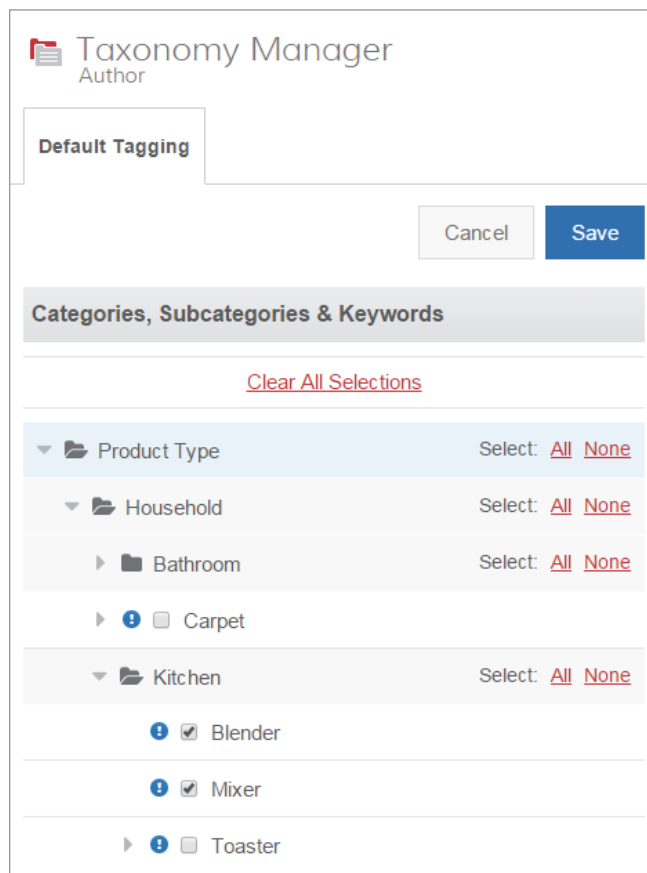 Taxonomy Manager
Author
Default Tagging
Cancel Save
Categories, Subcategories & Keywords
Clear All Selections
Product Type Select: All None
Household Select: All None
Bathroom Select: All None
Carpet
Kitchen Select: All None
Blender
Mixer
Toaster